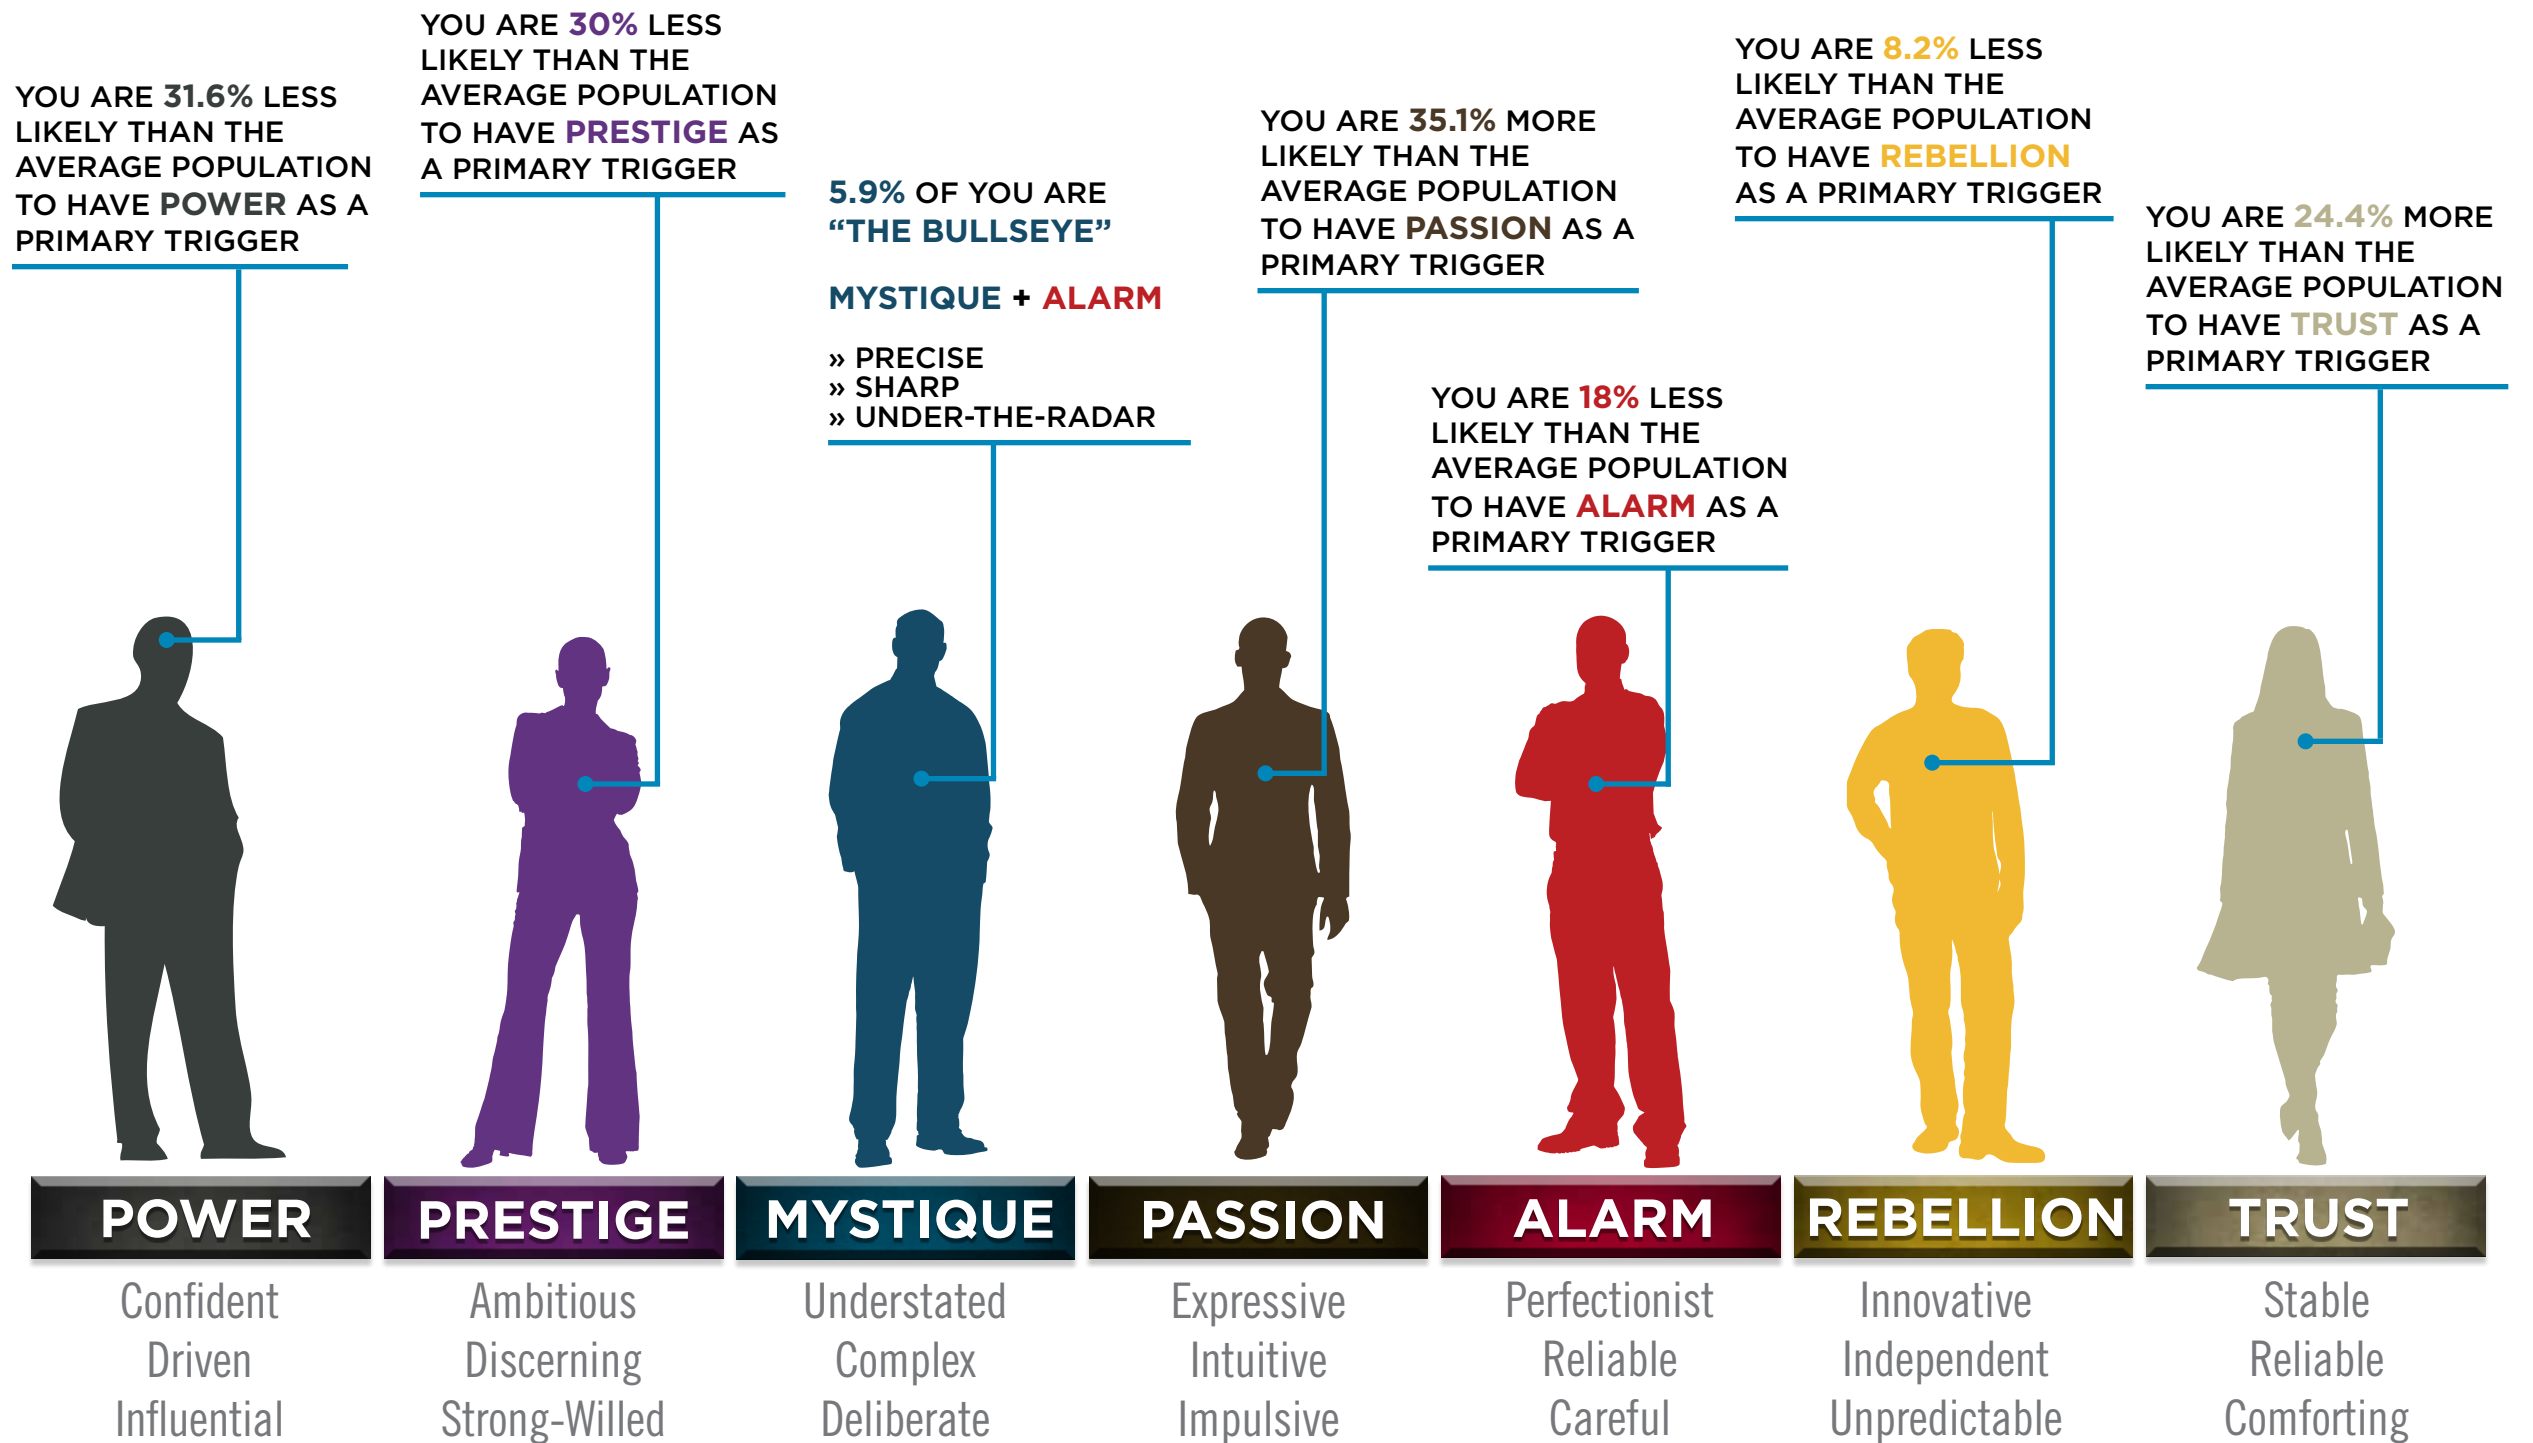 YOU ARE 31.6% LESS
LIKELY THAN THE
AVERAGE POPULATION
TO HAVE POWER AS A
PRIMARY TRIGGER
YOU ARE 30% LESS
LIKELY THAN THE
AVERAGE POPULATION
TO HAVE PRESTIGE AS
A PRIMARY TRIGGER
5.9% OF YOU ARE
“THE BULLSEYE”
MYSTIQUE + ALARM
» PRECISE
» SHARP
» UNDER-THE-RADAR
YOU ARE 35.1% MORE
LIKELY THAN THE
AVERAGE POPULATION
TO HAVE PASSION AS A
PRIMARY TRIGGER
YOU ARE 18% LESS
LIKELY THAN THE
AVERAGE POPULATION
TO HAVE ALARM AS A
PRIMARY TRIGGER
YOU ARE 8.2% LESS
LIKELY THAN THE
AVERAGE POPULATION
TO HAVE REBELLION
AS A PRIMARY TRIGGER
YOU ARE 24.4% MORE
LIKELY THAN THE
AVERAGE POPULATION
TO HAVE TRUST AS A
PRIMARY TRIGGER
POWER
Confident
Driven
Influential
PRESTIGE
Ambitious
Discerning
Strong-Willed
MYSTIQUE
Understated
Complex
Deliberate
PASSION
Expressive
Intuitive
Impulsive
ALARM
Perfectionist
Reliable
Careful
REBELLION
Innovative
Independent
Unpredictable
TRUST
Stable
Reliable
Comforting